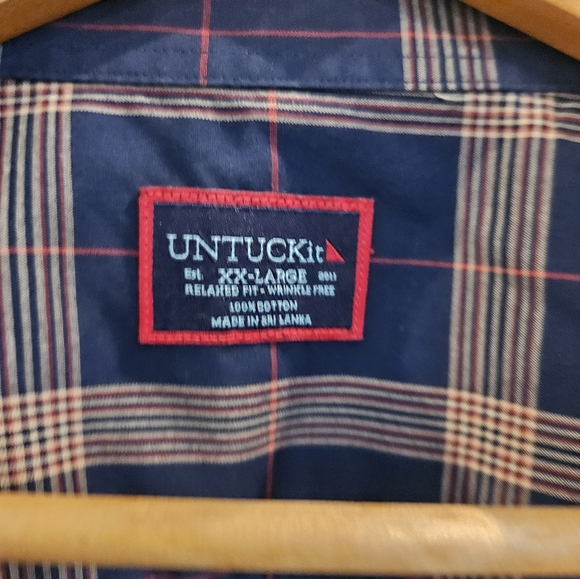 UNTUCKit
Est. XX-LARGE 2011
RELAXED FIT • WRINKLE FREE
100% COTTON
MADE IN SRI LANKA